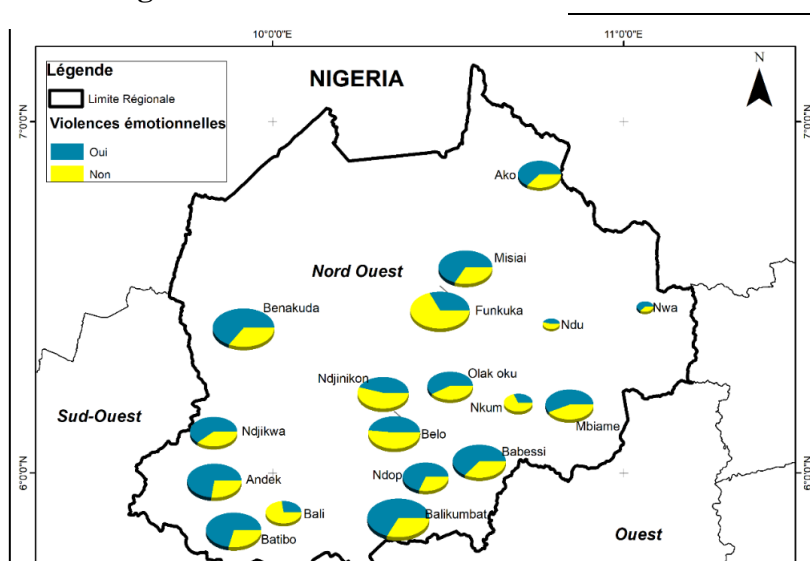 10°0'0"E
11°0'0"E
Légende
Limite Régionale
Violences émotionnelles
Oui
Non
NIGERIA
N
7°0'0"N
7°0'0"N
Ako
Misiai
Nord Ouest
Benakuda
Funkuka
Nwa
Ndu
Ndjinikon
Olak oku
Nkum
Mbiame
Sud-Ouest
Ndjikwa
Belo
Babessi
6°0'0"N
6°0'0"N
Andek
Ndop
Bali
Balikumbat
Batibo
Ouest